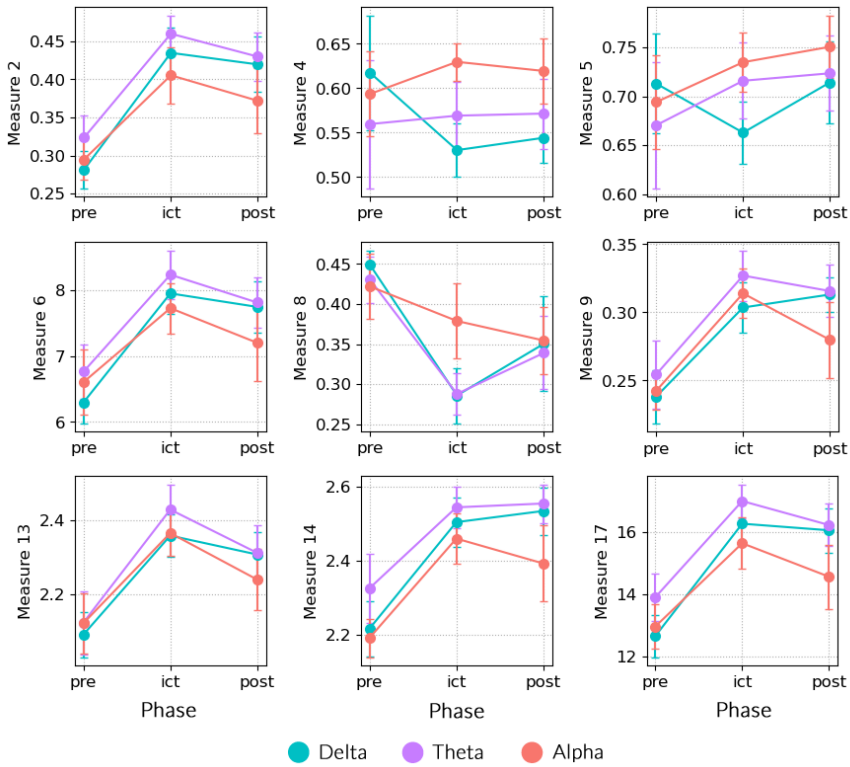 Measure 2
0.45
0.40
0.35
0.30
0.25
pre ict post
Measure 4
0.65
0.60
0.55
0.50
pre ict post
Measure 5
0.75
0.70
0.65
0.60
pre ict post
Measure 6
8
7
6
pre ict post
Measure 8
0.45
0.40
0.35
0.30
0.25
pre ict post
Measure 9
0.35
0.30
0.25
pre ict post
Measure 13
2.4
2.2
pre ict post
Phase
Measure 14
2.6
2.4
2.2
pre ict post
Phase
Measure 17
16
14
12
pre ict post
Phase
Delta Theta Alpha